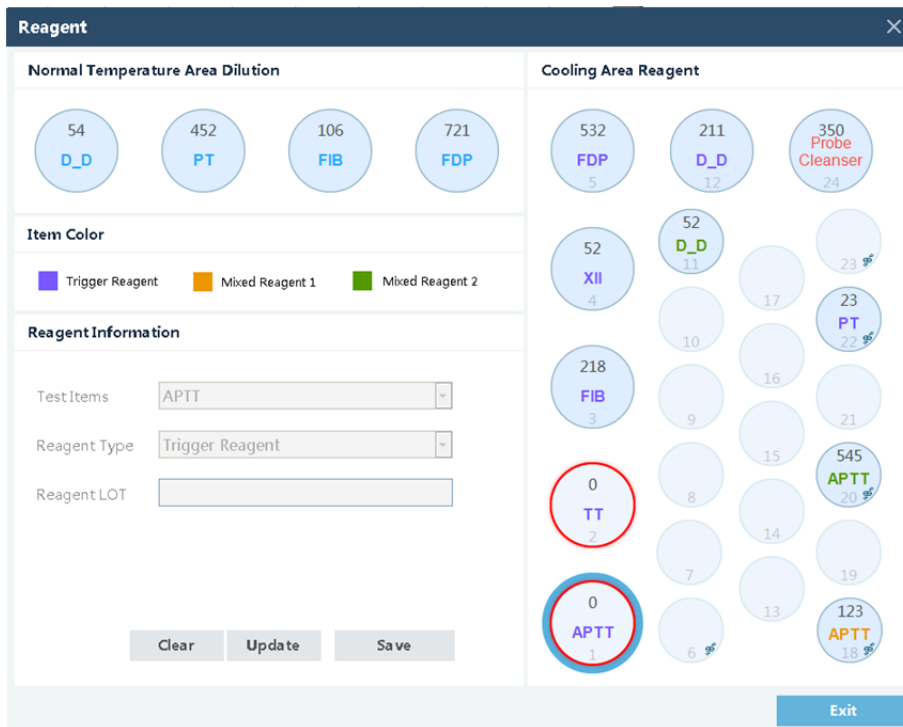 Reagent
Normal Temperature Area Dilution
54
D_D
452
PT
106
FIB
721
FDP
Item Color
Trigger Reagent
Mixed Reagent 1
Mixed Reagent 2
Reagent Information
Test Items
APTT
Reagent Type
Trigger Reagent
Reagent LOT
Clear
Update
Save
Cooling Area Reagent
532
FDP
5
211
D_D
12
350
Probe
Cleanser
24
52
XII
4
52
D_D
11
17
23
10
23
PT
22
218
FIB
3
16
9
21
15
545
APTT
20
0
TT
2
8
14
7
19
0
APTT
1
13
6
123
APTT
18
Exit